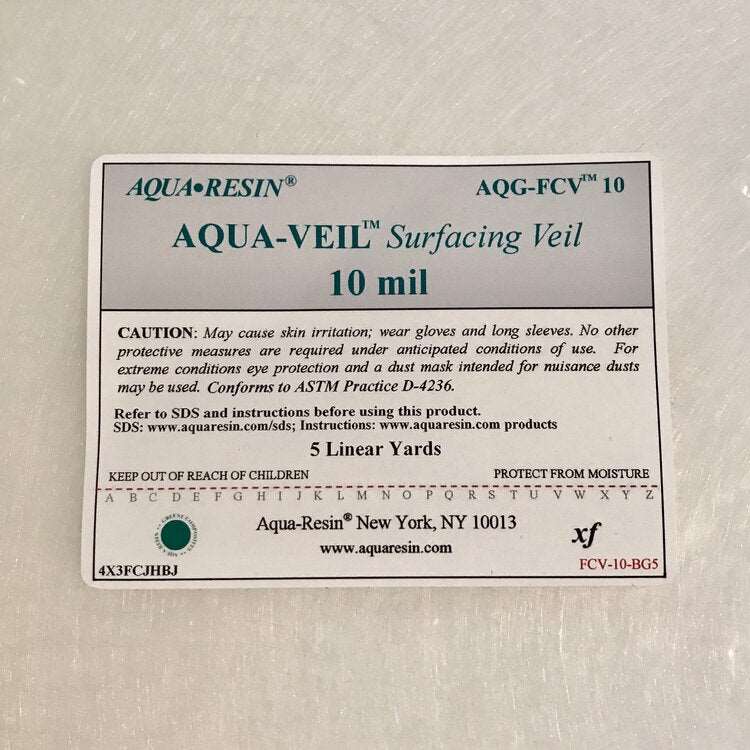 AQUA•RESIN® AQG-FCV™ 10
AQUA-VEIL™ Surfacing Veil
10 mil
CAUTION: May cause skin irritation; wear gloves and long sleeves. No other
protective measures are required under anticipated conditions of use. For
extreme conditions eye protection and a dust mask intended for nuisance dusts
may be used. Conforms to ASTM Practice D-4236.
Refer to SDS and instructions before using this product.
SDS: www.aquaresin.com/sds; Instructions: www.aquaresin.com products
5 Linear Yards
KEEP OUT OF REACH OF CHILDREN PROTECT FROM MOISTURE
A B C D E F G H I J K L M N O P Q R S T U V W X Y Z
Aqua-Resin® New York, NY 10013
xf
www.aquaresin.com
4X3FCJHBJ FCV-10-BG5